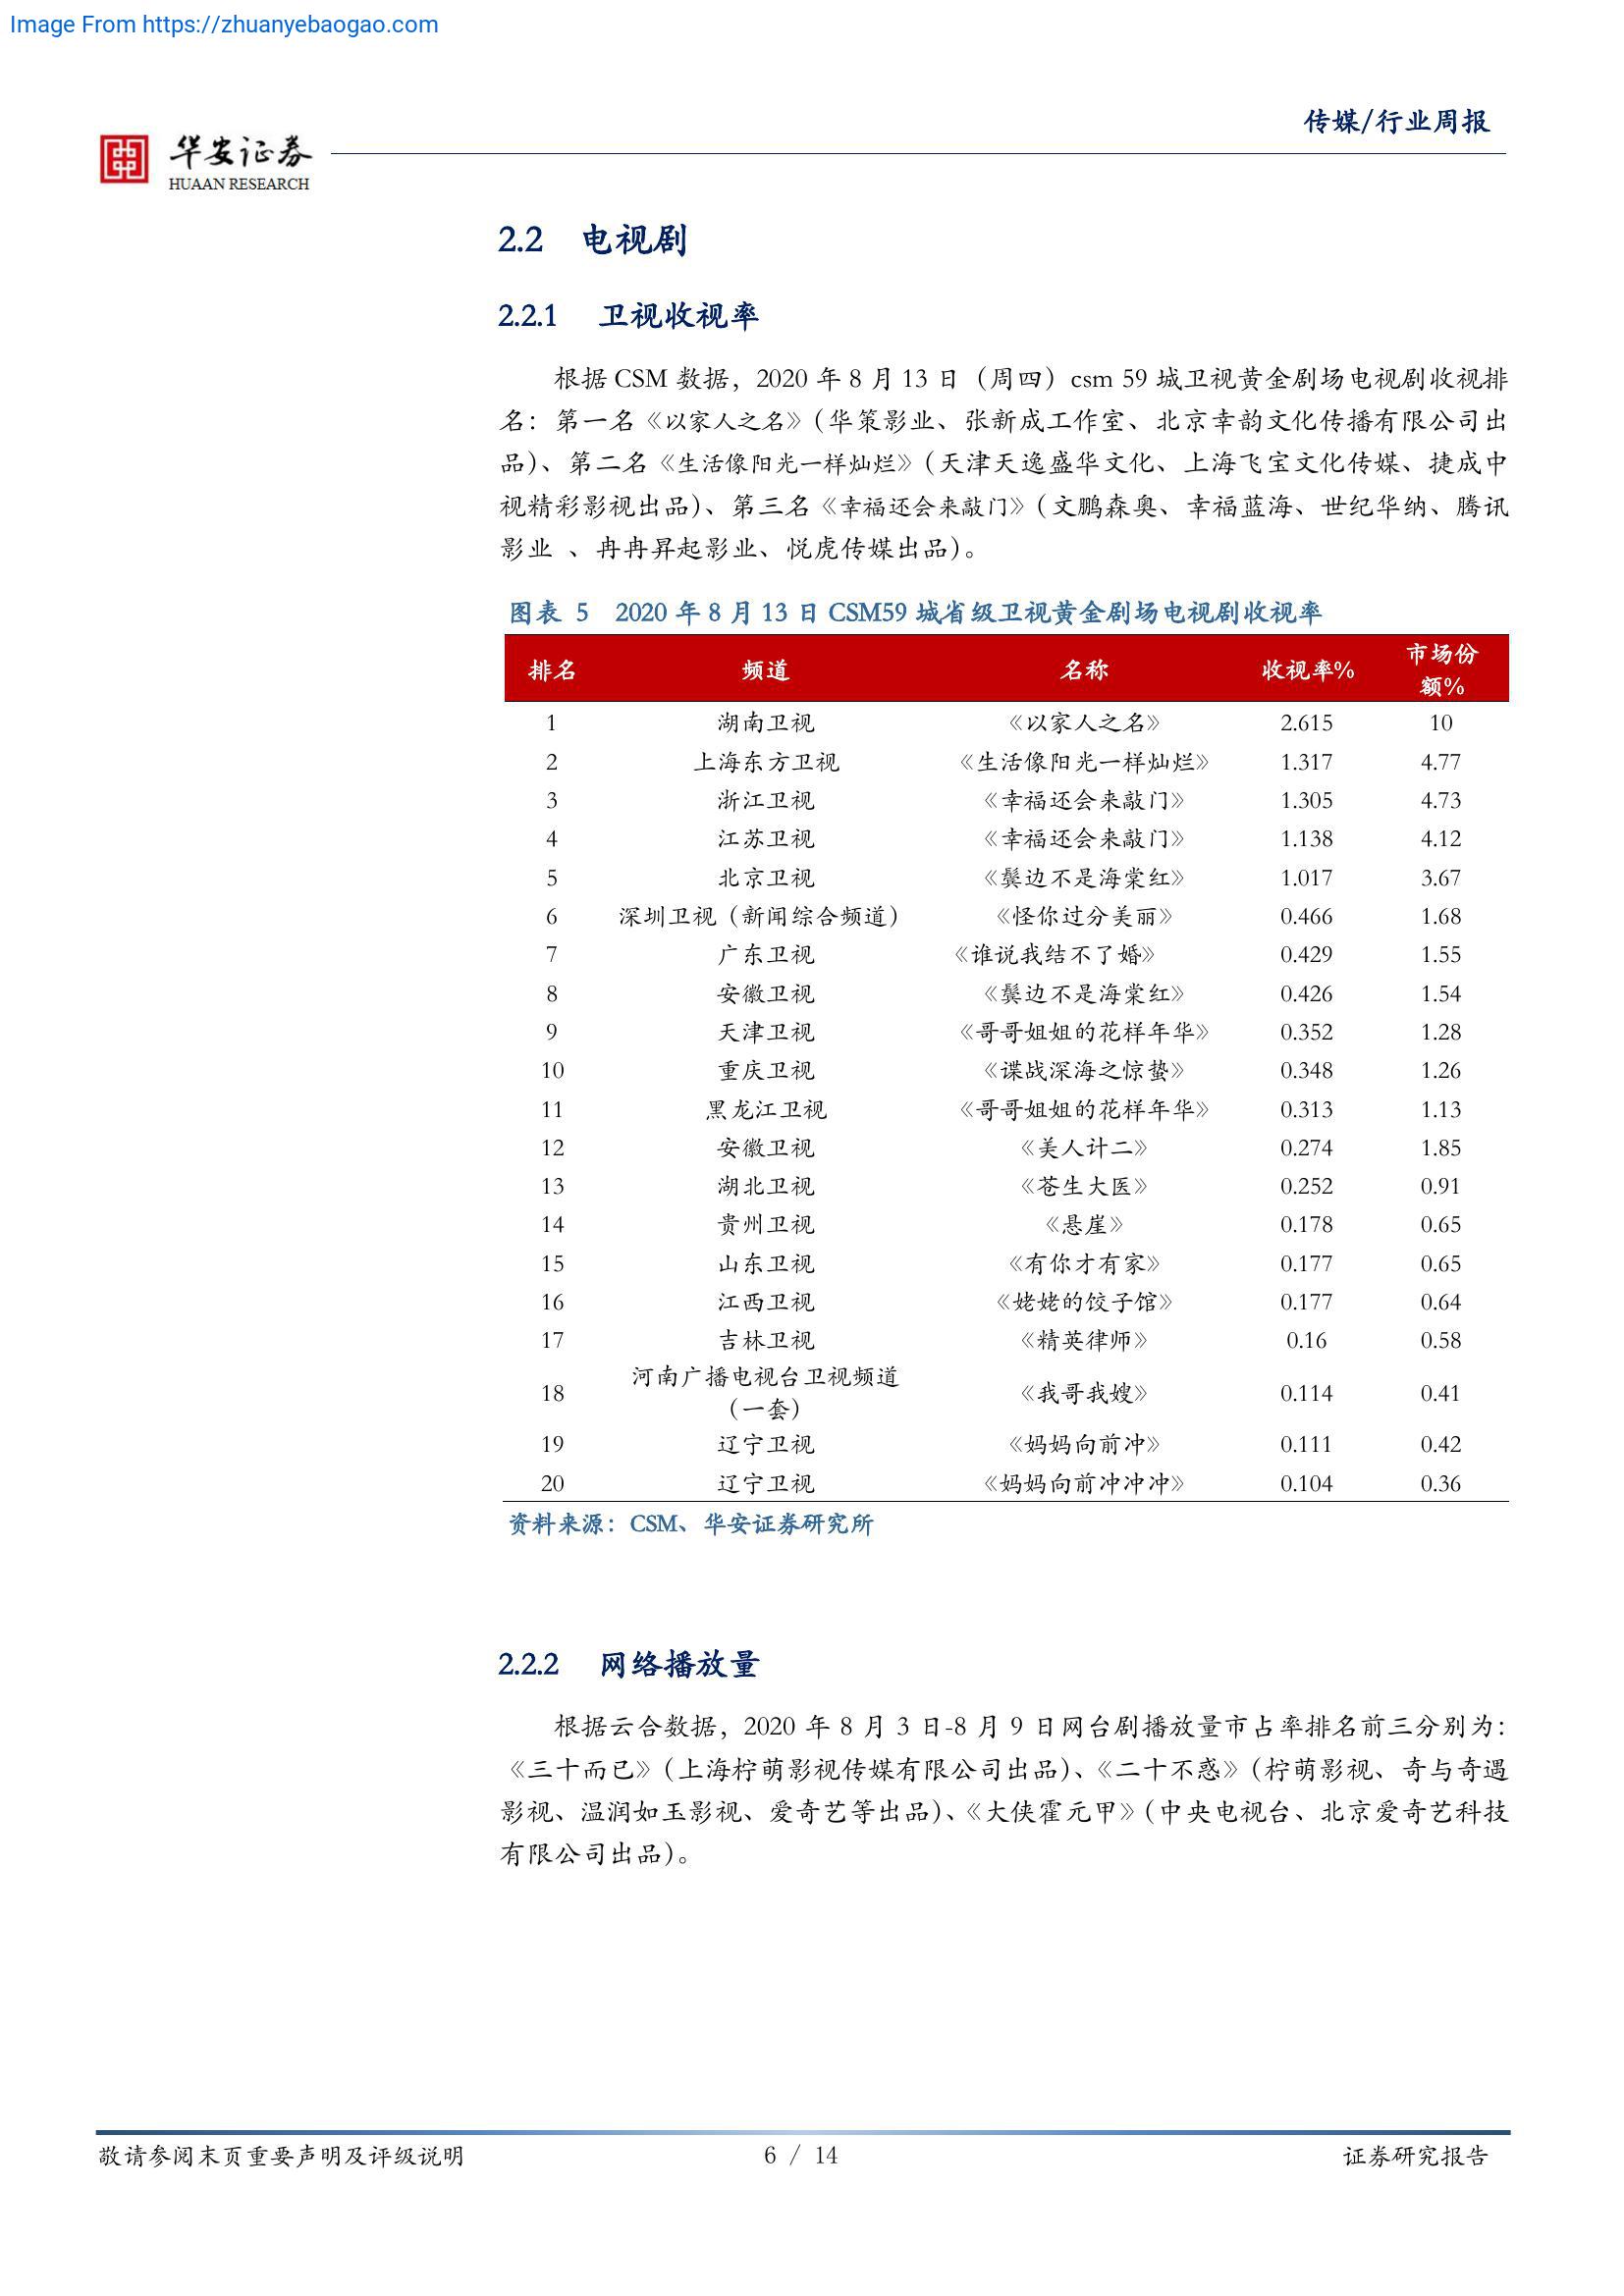 Image From https://zhuanyebaogao.com
传媒/行业周报
华安证券
HUAAN RESEARCH
2.2 电视剧
2.2.1 卫视收视率
根据 CSM 数据，2020 年 8 月 13 日（周四）csm 59 城卫视黄金剧场电视剧收视排
名：第一名《以家人之名》（华策影业、张新成工作室、北京幸韵文化传播有限公司出
品）、第二名《生活像阳光一样灿烂》（天津天逸盛华文化、上海飞宝文化传媒、捷成中
视精彩影视出品）、第三名《幸福还会来敲门》（文鹏森奥、幸福蓝海、世纪华纳、腾讯
影业 、冉冉昇起影业、悦虎传媒出品）。
图表 5 2020 年 8 月 13 日 CSM59 城省级卫视黄金剧场电视剧收视率
排名 频道 名称 收视率% 市场份额%
1 湖南卫视 《以家人之名》 2.615 10
2 上海东方卫视 《生活像阳光一样灿烂》 1.317 4.77
3 浙江卫视 《幸福还会来敲门》 1.305 4.73
4 江苏卫视 《幸福还会来敲门》 1.138 4.12
5 北京卫视 《鬓边不是海棠红》 1.017 3.67
6 深圳卫视（新闻综合频道） 《怪你过分美丽》 0.466 1.68
7 广东卫视 《谁说我结不了婚》 0.429 1.55
8 安徽卫视 《鬓边不是海棠红》 0.426 1.54
9 天津卫视 《哥哥姐姐的花样年华》 0.352 1.28
10 重庆卫视 《谍战深海之惊蛰》 0.348 1.26
11 黑龙江卫视 《哥哥姐姐的花样年华》 0.313 1.13
12 安徽卫视 《美人计二》 0.274 1.85
13 湖北卫视 《苍生大医》 0.252 0.91
14 贵州卫视 《悬崖》 0.178 0.65
15 山东卫视 《有你才有家》 0.177 0.65
16 江西卫视 《姥姥的饺子馆》 0.177 0.64
17 吉林卫视 《精英律师》 0.16 0.58
18 河南广播电视台卫视频道（一套） 《我哥我嫂》 0.114 0.41
19 辽宁卫视 《妈妈向前冲》 0.111 0.42
20 辽宁卫视 《妈妈向前冲冲冲》 0.104 0.36
资料来源：CSM、华安证券研究所
2.2.2 网络播放量
根据云合数据，2020 年 8 月 3 日-8 月 9 日网台剧播放量市占率排名前三分别为：
《三十而已》（上海柠萌影视传媒有限公司出品）、《二十不惑》（柠萌影视、奇与奇遇
影视、温润如玉影视、爱奇艺等出品）、《大侠霍元甲》（中央电视台、北京爱奇艺科技
有限公司出品）。
敬请参阅末页重要声明及评级说明 6 / 14 证券研究报告